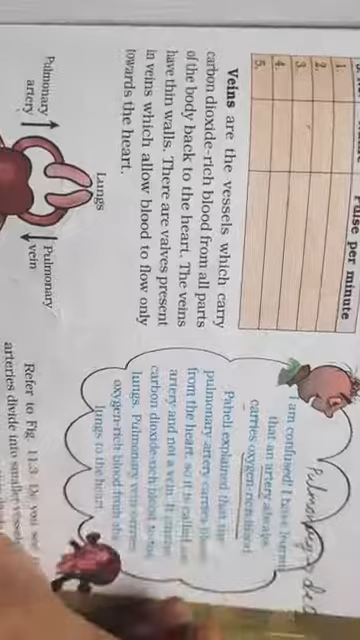 Pulse per minute
1.
2.
3.
4.
5.
Veins are the vessels which carry
carbon dioxide-rich blood from all parts
of the body back to the heart. The veins
have thin walls. There are valves present
in veins which allow blood to flow only
towards the heart.
Lungs
Pulmonary
artery
Pulmonary
vein
Pulmonary
I am confused! I have learnt
that an artery always
carries oxygen-rich blood
Paheli explained that the
pulmonary artery carries blood
from the heart, so it is called an
artery and not a vein. It carries
carbon dioxide-rich blood to the
lungs. Pulmonary vein carries
oxygen-rich blood from the
lungs to the heart.
Refer to Fig. 11.3. Do you see
arteries divide into smaller vessels